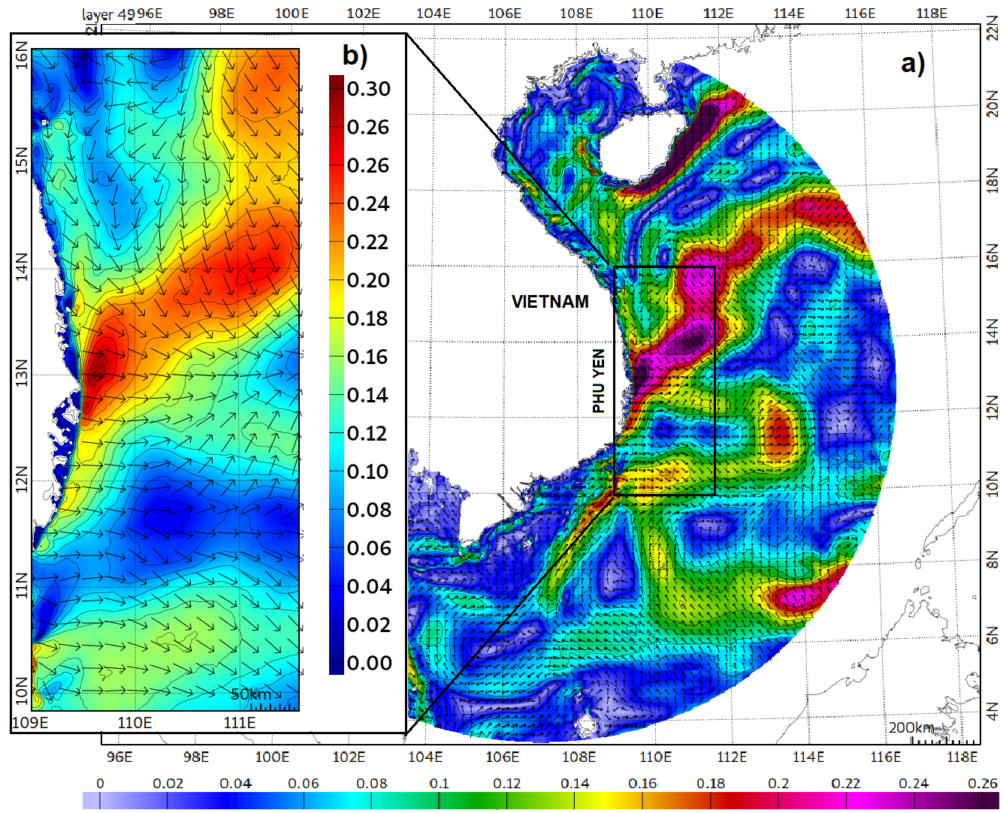 layer 49 96E 98E 100E 102E 104E 106E 108E 110E 112E 114E 116E 118E
22N
20N
18N
16N
14N
12N
10N
8N
6N
4N
a)
b)
16N
15N
14N
13N
12N
11N
10N
109E 110E 111E
50km
0.30
0.26
0.26
0.24
0.22
0.20
0.18
0.16
0.14
0.12
0.10
0.08
0.06
0.04
0.02
0.00
VIETNAM
PHU YEN
200km
96E 98E 100E 102E 104E 106E 108E 110E 112E 114E 116E 118E
0 0.02 0.04 0.06 0.08 0.1 0.12 0.14 0.16 0.18 0.2 0.22 0.24 0.26